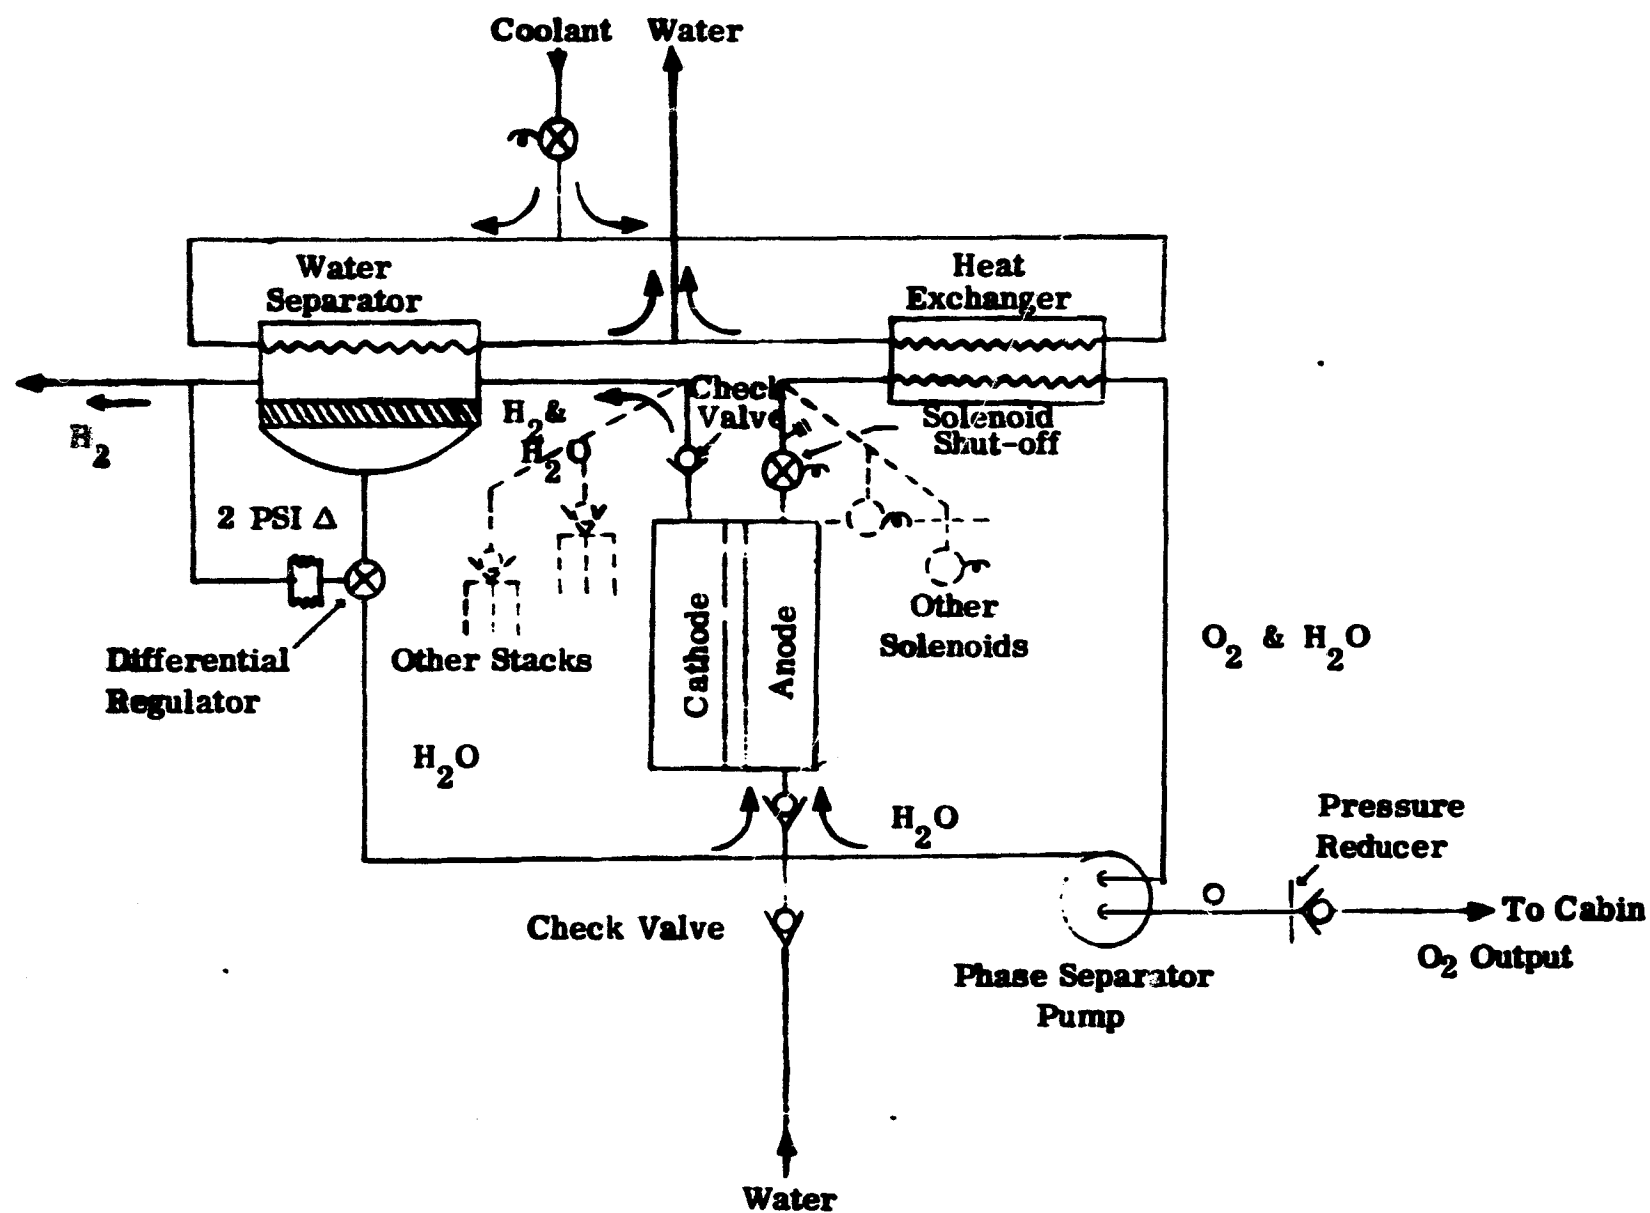 Coolant Water
Water
Separator
Heat
Exchanger
Check
Valve
Solenoid
Shut-off
H2&
H2O
H2
2 PSI Δ
Differential
Regulator
Other Stacks
Cathode
Anode
Other
Solenoids
O2 & H2O
H2O
H2O
Pressure
Reducer
O
To Cabin
O2 Output
Check Valve
Phase Separator
Pump
Water